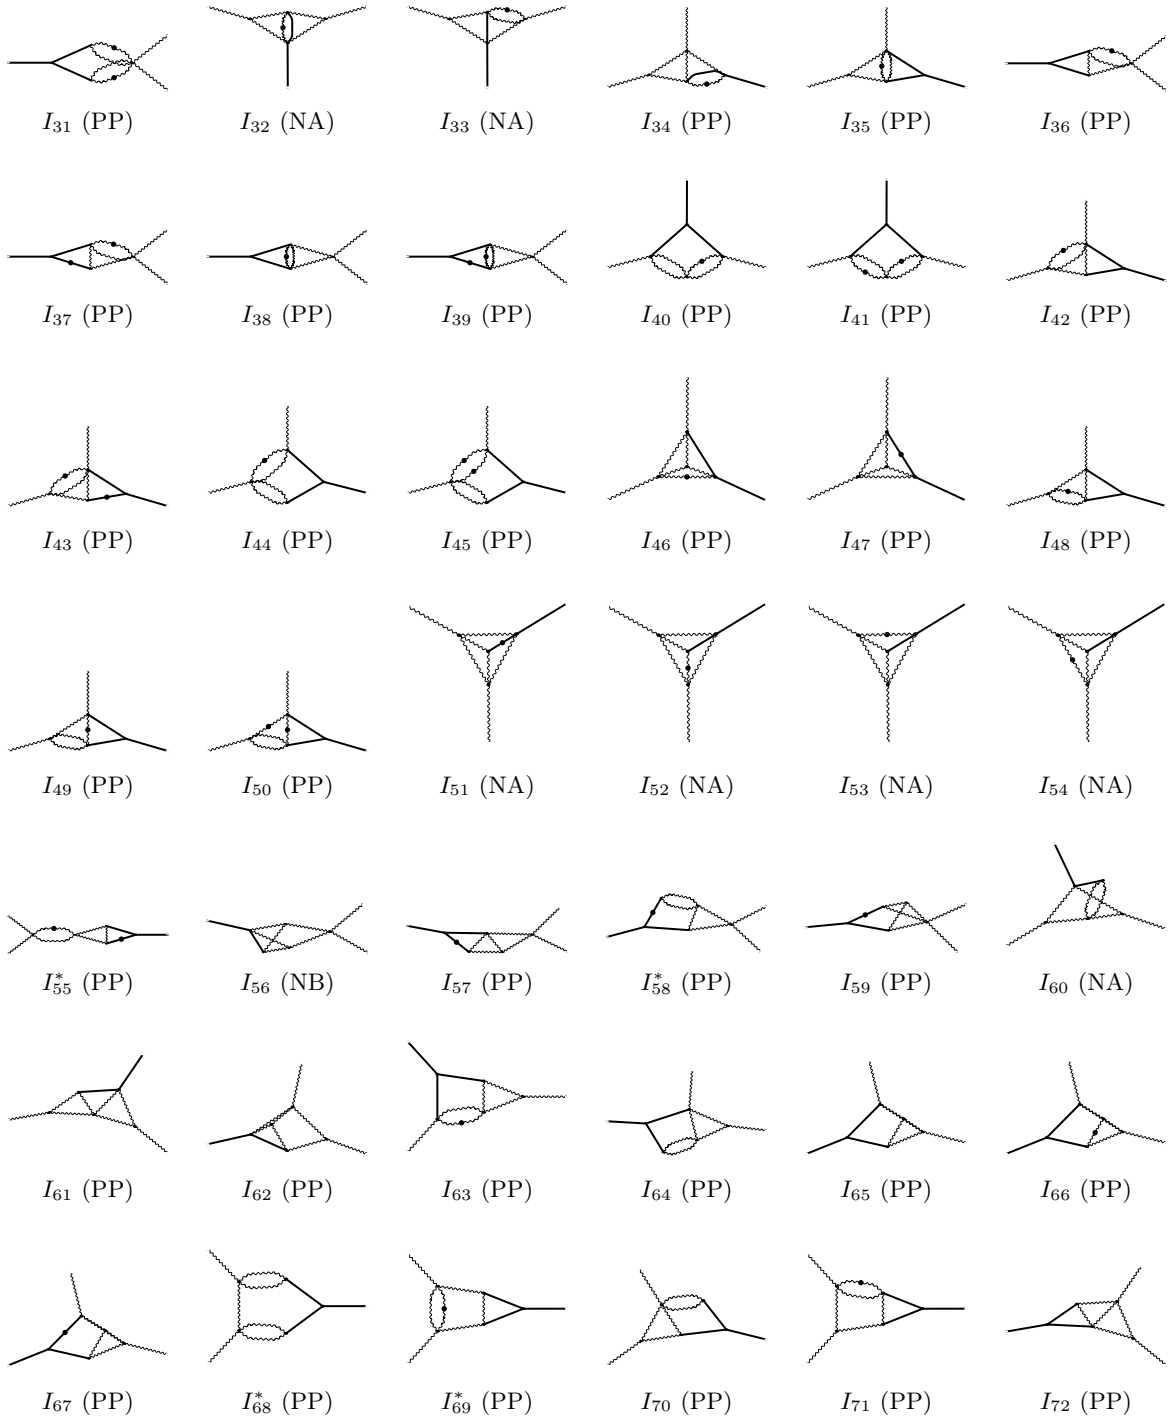 I₃₁ (PP) I₃₂ (NA) I₃₃ (NA) I₃₄ (PP) I₃₅ (PP) I₃₆ (PP)
I₃₇ (PP) I₃₈ (PP) I₃₉ (PP) I₄₀ (PP) I₄₁ (PP) I₄₂ (PP)
I₄₃ (PP) I₄₄ (PP) I₄₅ (PP) I₄₆ (PP) I₄₇ (PP) I₄₈ (PP)
I₄₉ (PP) I₅₀ (PP) I₅₁ (NA) I₅₂ (NA) I₅₃ (NA) I₅₄ (NA)
I₅₅* (PP) I₅₆ (NB) I₅₇ (PP) I₅₈* (PP) I₅₉ (PP) I₆₀ (NA)
I₆₁ (PP) I₆₂ (PP) I₆₃ (PP) I₆₄ (PP) I₆₅ (PP) I₆₆ (PP)
I₆₇ (PP) I₆₈* (PP) I₆₉* (PP) I₇₀ (PP) I₇₁ (PP) I₇₂ (PP)